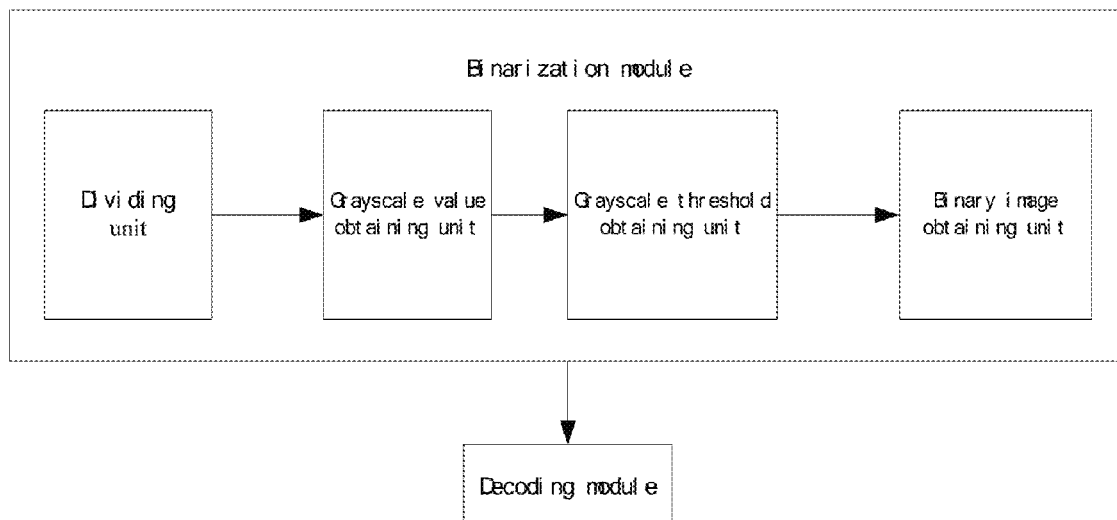 Binarization module
Dividing
unit
Grayscale value
obtaining unit
Grayscale threshold
obtaining unit
Binary image
obtaining unit
Decoding module